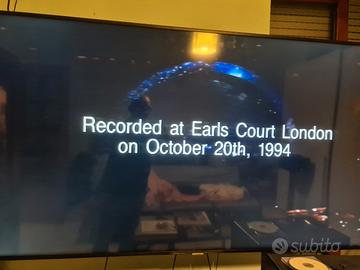 Recorded at Earls Court London
on October 20th, 1994
subito